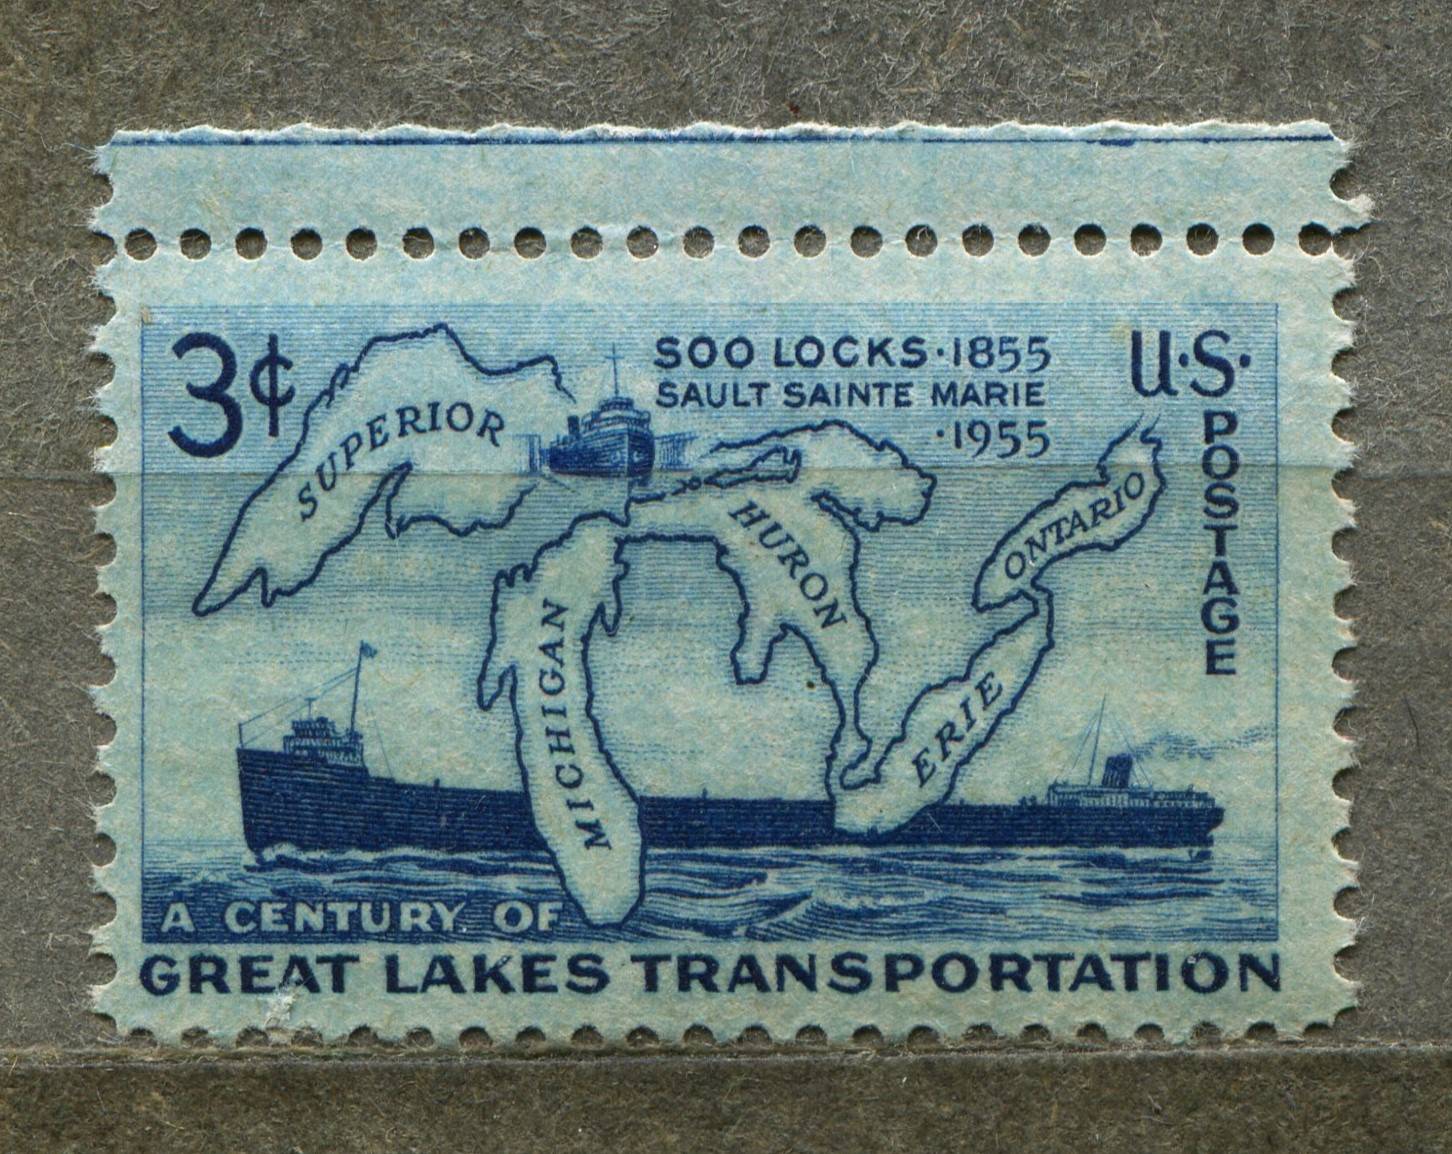 3¢
SOO LOCKS·1855
SAULT SAINTE MARIE
·1955
U·S·
POSTAGE
SUPERIOR
HURON
ONTARIO
MICHIGAN
ERIE
A CENTURY OF
GREAT LAKES TRANSPORTATION